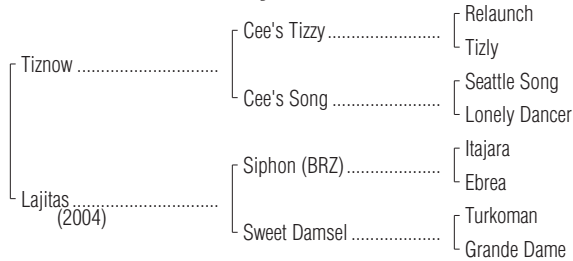 Relaunch
Cee's Tizzy
Tizly
Tiznow
Seattle Song
Cee's Song
Lonely Dancer
Itajara
Siphon (BRZ)
Ebrea
Lajitas
(2004)
Turkoman
Sweet Damsel
Grande Dame